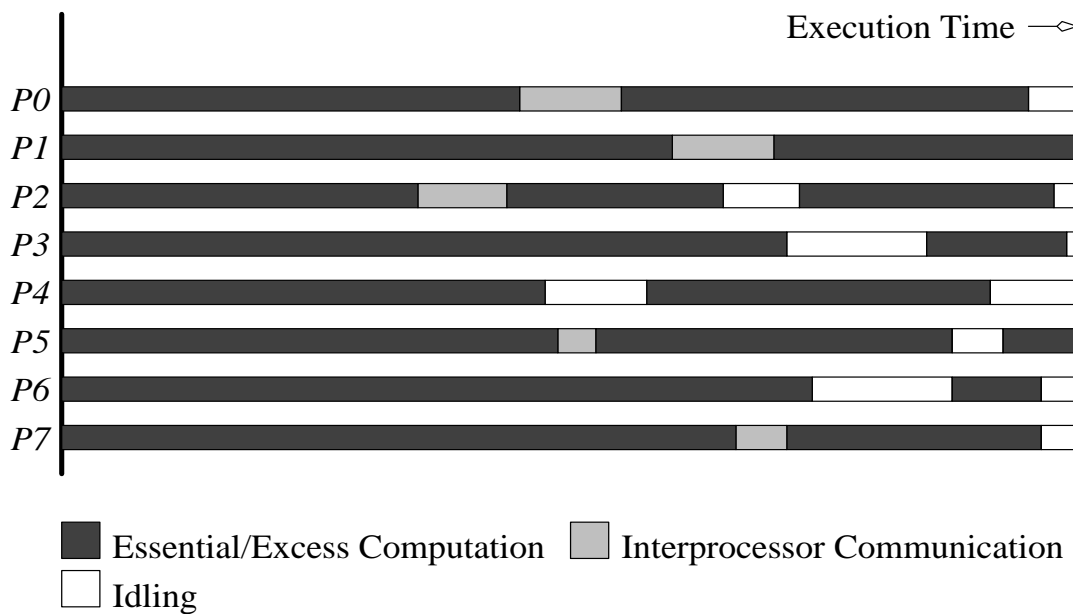 Execution Time
P0
P1
P2
P3
P4
P5
P6
P7
Essential/Excess Computation
Interprocessor Communication
Idling